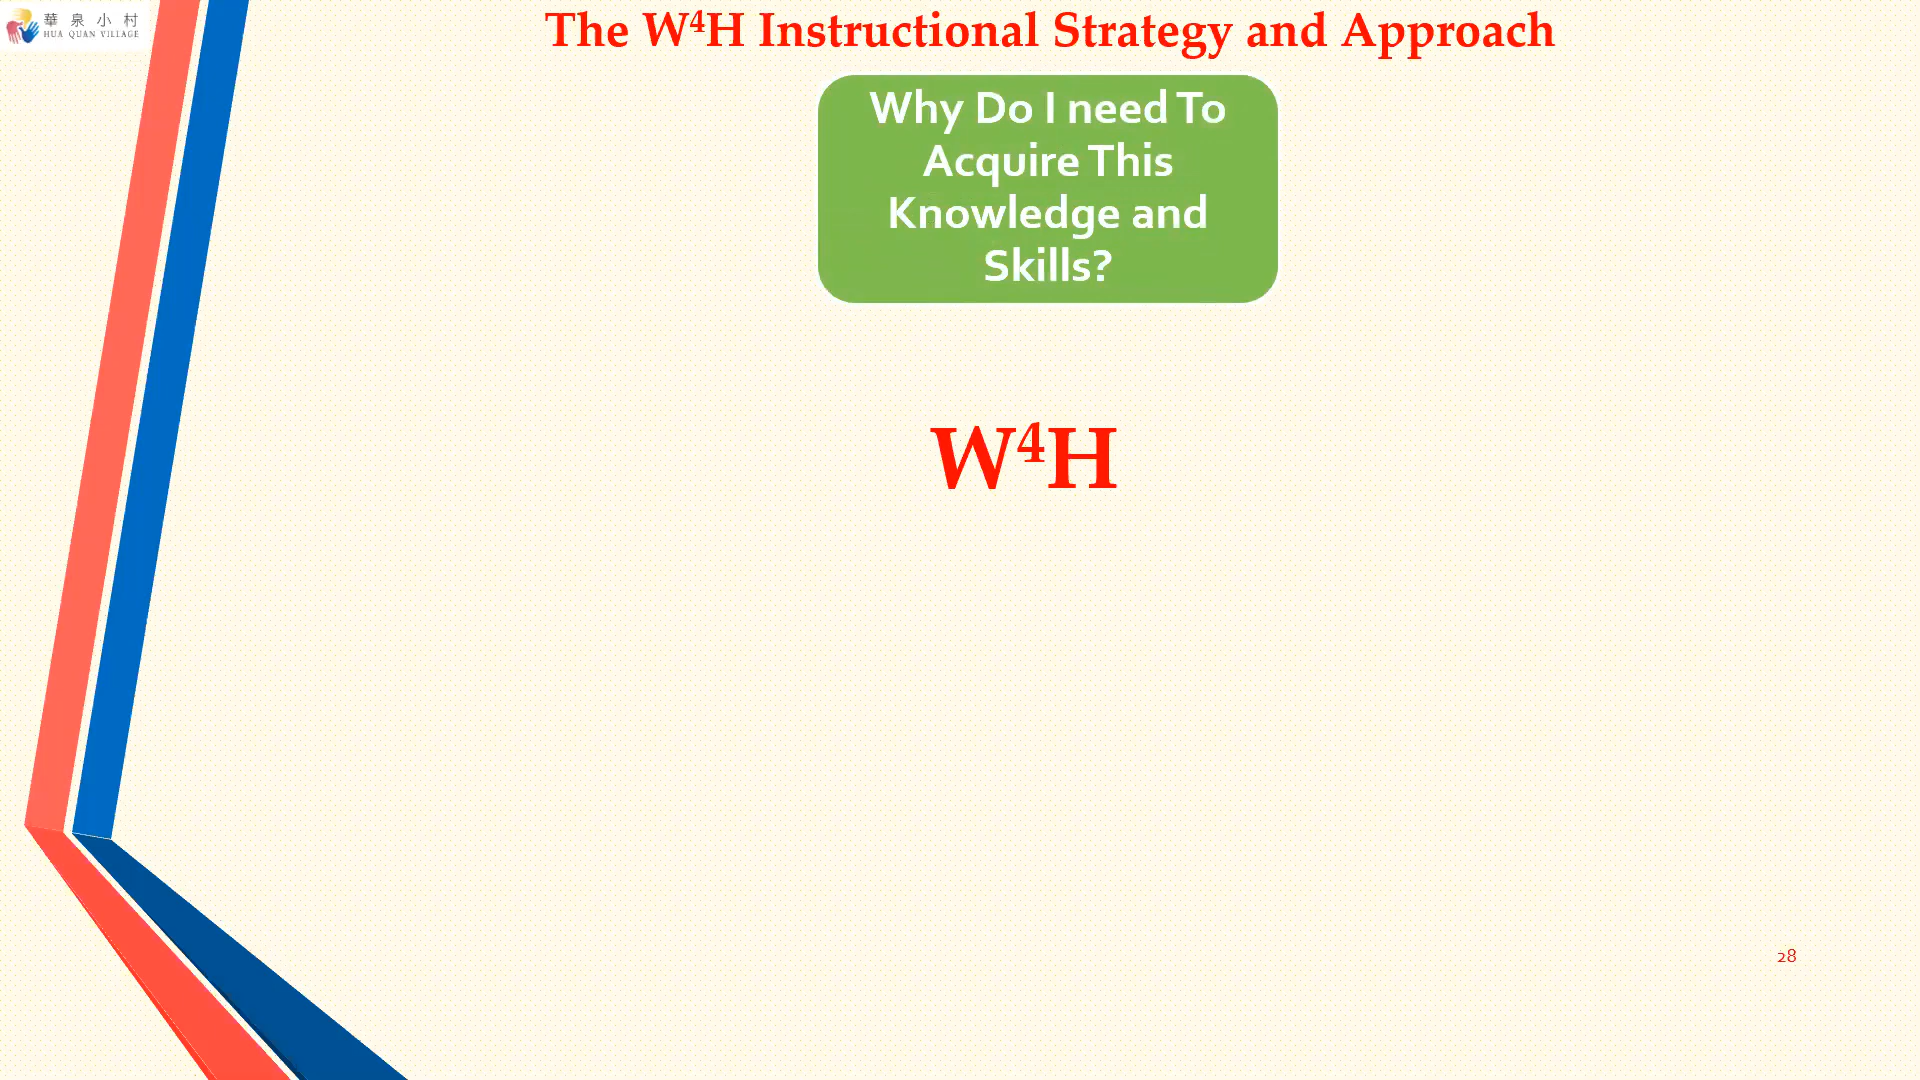 華泉小村
HUA QUAN VILLAGE
The W⁴H Instructional Strategy and Approach
Why Do I need To
Acquire This
Knowledge and
Skills?
W⁴H
28